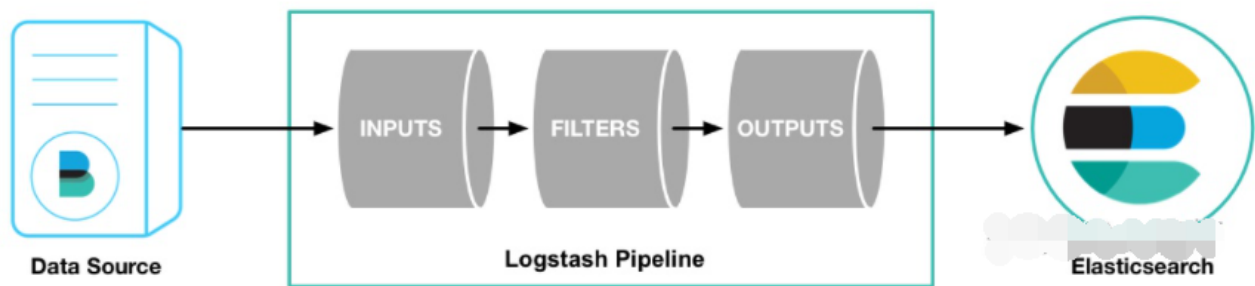 INPUTS
FILTERS
OUTPUTS
Data Source
Logstash Pipeline
Elasticsearch